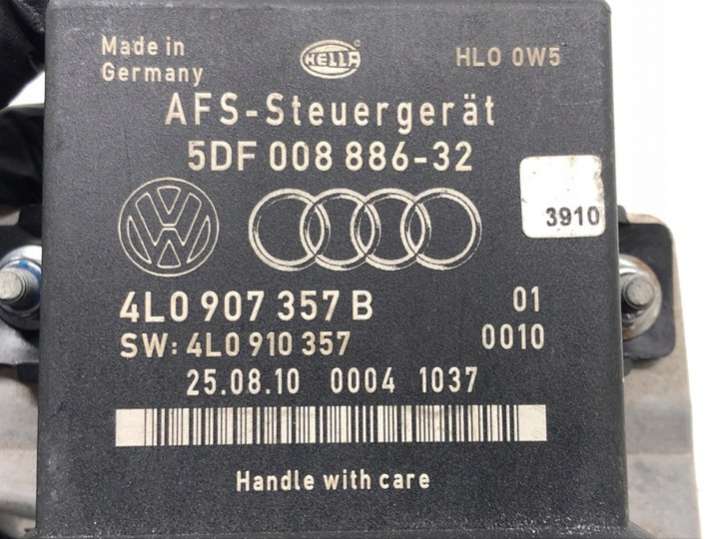 Made in
Germany
HELLA
HLO 0W5
AFS-Steuergerät
5DF 008 886-32
3910
4L0 907 357 B
01
SW: 4L0 910 357
0010
25.08.10 0004 1037
Handle with care